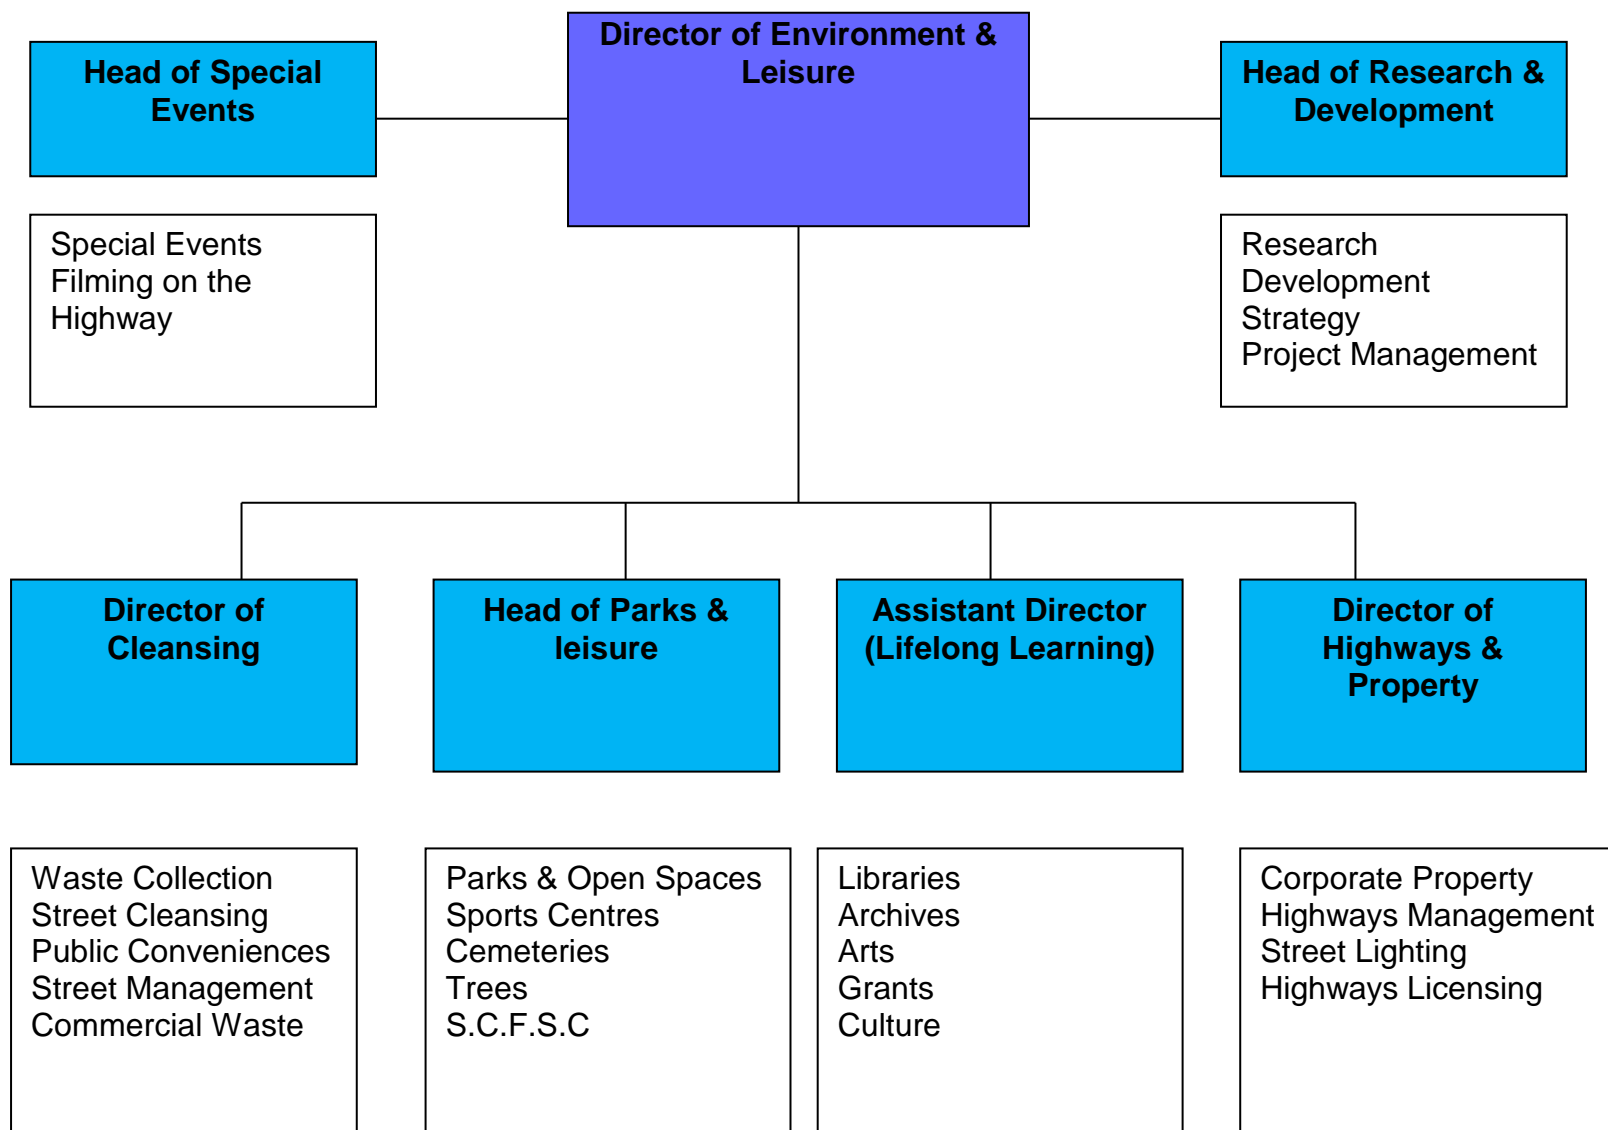 Director of Environment &
Leisure
Head of Special
Events
Head of Research &
Development
Special Events
Filming on the
Highway
Research
Development
Strategy
Project Management
Director of
Cleansing
Head of Parks &
leisure
Assistant Director
(Lifelong Learning)
Director of
Highways &
Property
Waste Collection
Street Cleansing
Public Conveniences
Street Management
Commercial Waste
Parks & Open Spaces
Sports Centres
Cemeteries
Trees
S.C.F.S.C
Libraries
Archives
Arts
Grants
Culture
Corporate Property
Highways Management
Street Lighting
Highways Licensing